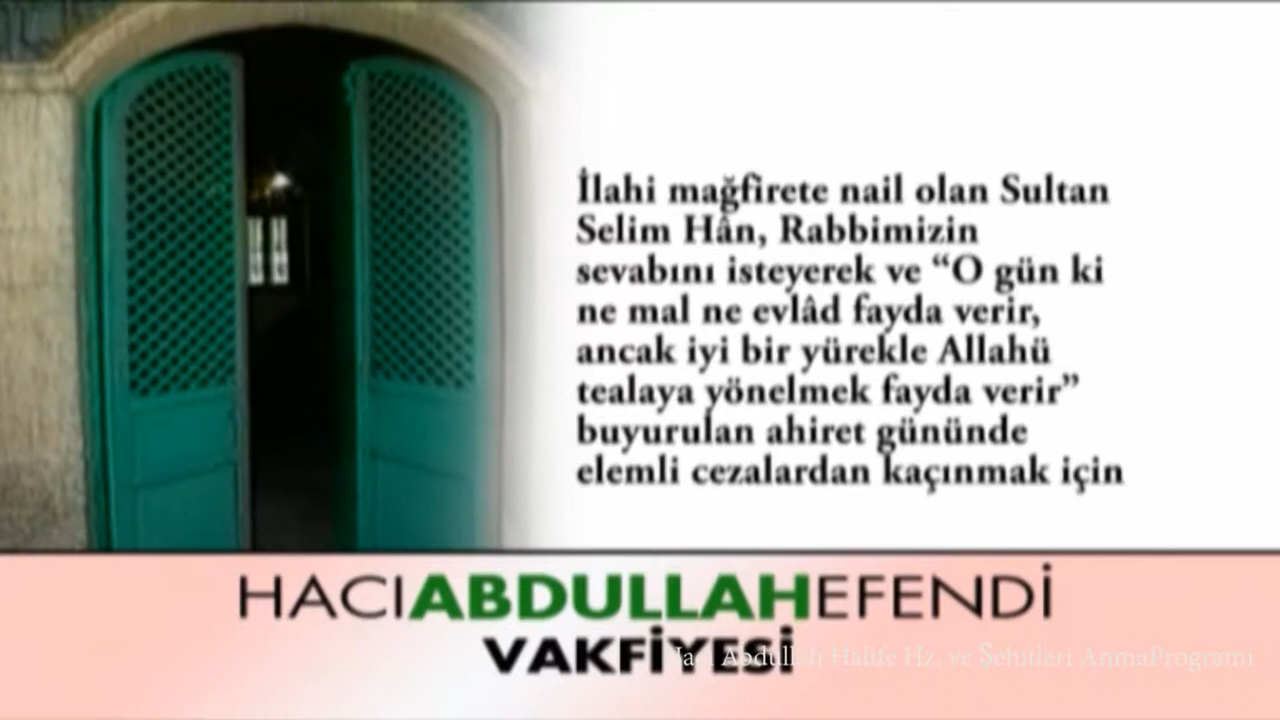 İlahi mağfirete nail olan Sultan
Selim Hân, Rabbimizin
sevabını isteyerek ve “O gün ki
ne mal ne evlâd fayda verir,
ancak iyi bir yürekle Allahü
tealaya yönelmek fayda verir”
buyurulan ahiret gününde
elemli cezalardan kaçınmak için
HACIABDULLAHEFENDİ
VAKFİYESİ
Abdullah Halife Hz. ve Şehitleri AnmaProgramı